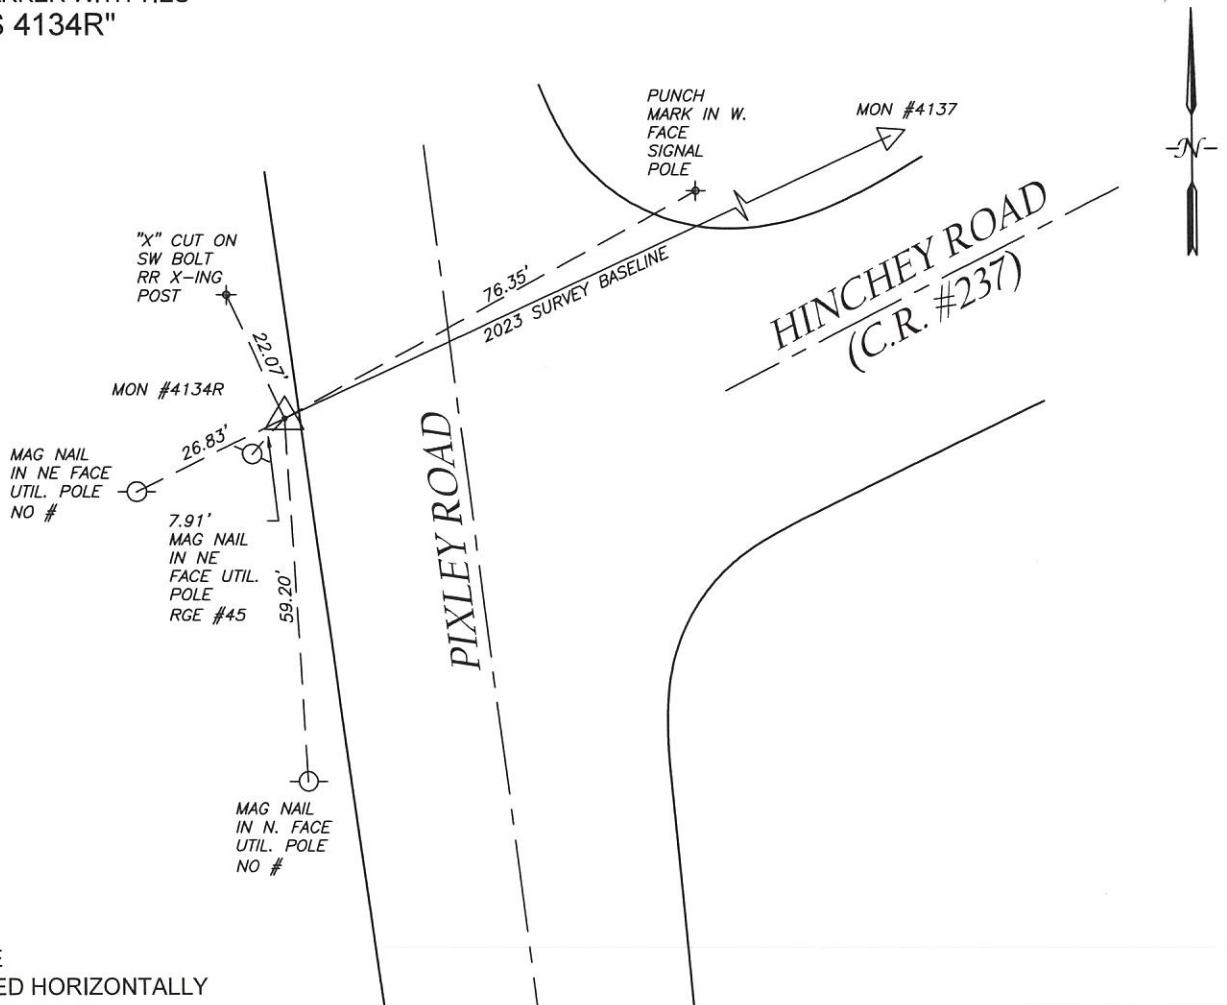 4134R"
PUNCH
MARK IN W.
FACE
SIGNAL
POLE
MON #4137
-N-
"X" CUT ON
SW BOLT
RR X-ING
POST
22.07'
76.35'
2023 SURVEY BASELINE
HINCHEY ROAD
(C.R. #237)
MON #4134R
26.83'
MAG NAIL
IN NE FACE
UTIL. POLE
NO #
7.91'
MAG NAIL
IN NE
FACE UTIL.
POLE
RGE #45
59.20'
PIXLEY ROAD
MAG NAIL
IN N. FACE
UTIL. POLE
NO #
ED HORIZONTALLY